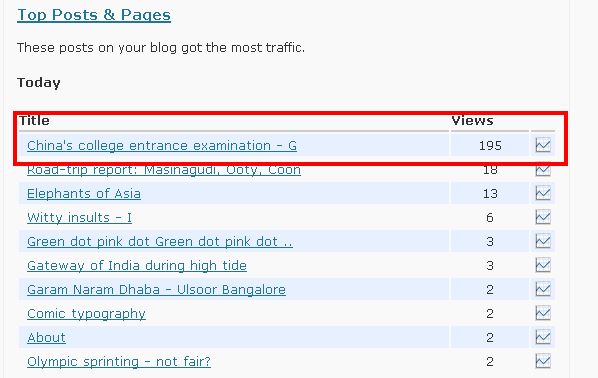 Top Posts & Pages
These posts on your blog got the most traffic.
Today
Title Views
China's college entrance examination - G 195
Road-trip report: Masinagudi, Ooty, Coon 18
Elephants of Asia 13
Witty insults - I 6
Green dot pink dot Green dot pink dot .. 3
Gateway of India during high tide 3
Garam Naram Dhaba - Ulsoor Bangalore 2
Comic typography 2
About 2
Olympic sprinting - not fair? 2